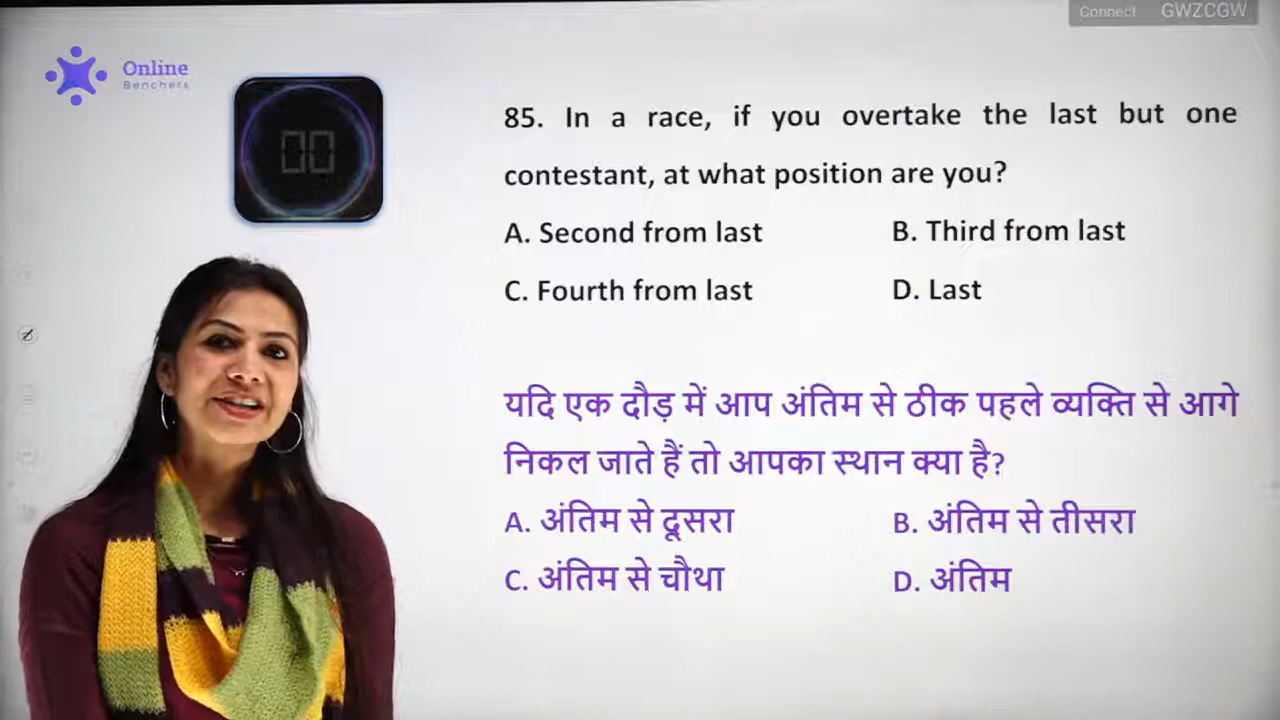 Connect GWZCGW
Online
Benchers
00
85. In a race, if you overtake the last but one
contestant, at what position are you?
A. Second from last B. Third from last
C. Fourth from last D. Last
यदि एक दौड़ में आप अंतिम से ठीक पहले व्यक्ति से आगे
निकल जाते हैं तो आपका स्थान क्या है?
A. अंतिम से दूसरा B. अंतिम से तीसरा
C. अंतिम से चौथा D. अंतिम